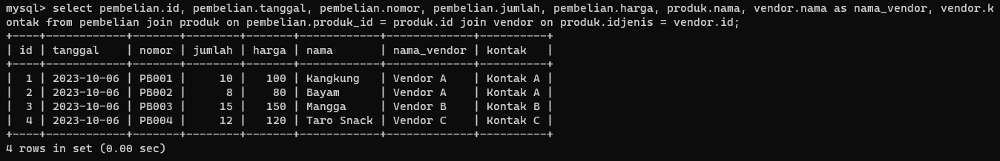 mysql> select pembelian.id, pembelian.tanggal, pembelian.nomor, pembelian.jumlah, pembelian.harga, produk.nama, vendor.nama as nama_vendor, vendor.k
ontak from pembelian join produk on pembelian.produk_id = produk.id join vendor on produk.idjenis = vendor.id;
+----+------------+-------+--------+-------+------------+-------------+----------+
| id | tanggal    | nomor | jumlah | harga | nama       | nama_vendor | kontak   |
+----+------------+-------+--------+-------+------------+-------------+----------+
|  1 | 2023-10-06 | PB001 |     10 |   100 | Kangkung   | Vendor A    | Kontak A |
|  2 | 2023-10-06 | PB002 |      8 |    80 | Bayam      | Vendor A    | Kontak A |
|  3 | 2023-10-06 | PB003 |     15 |   150 | Mangga     | Vendor B    | Kontak B |
|  4 | 2023-10-06 | PB004 |     12 |   120 | Taro Snack | Vendor C    | Kontak C |
+----+------------+-------+--------+-------+------------+-------------+----------+
4 rows in set (0.00 sec)